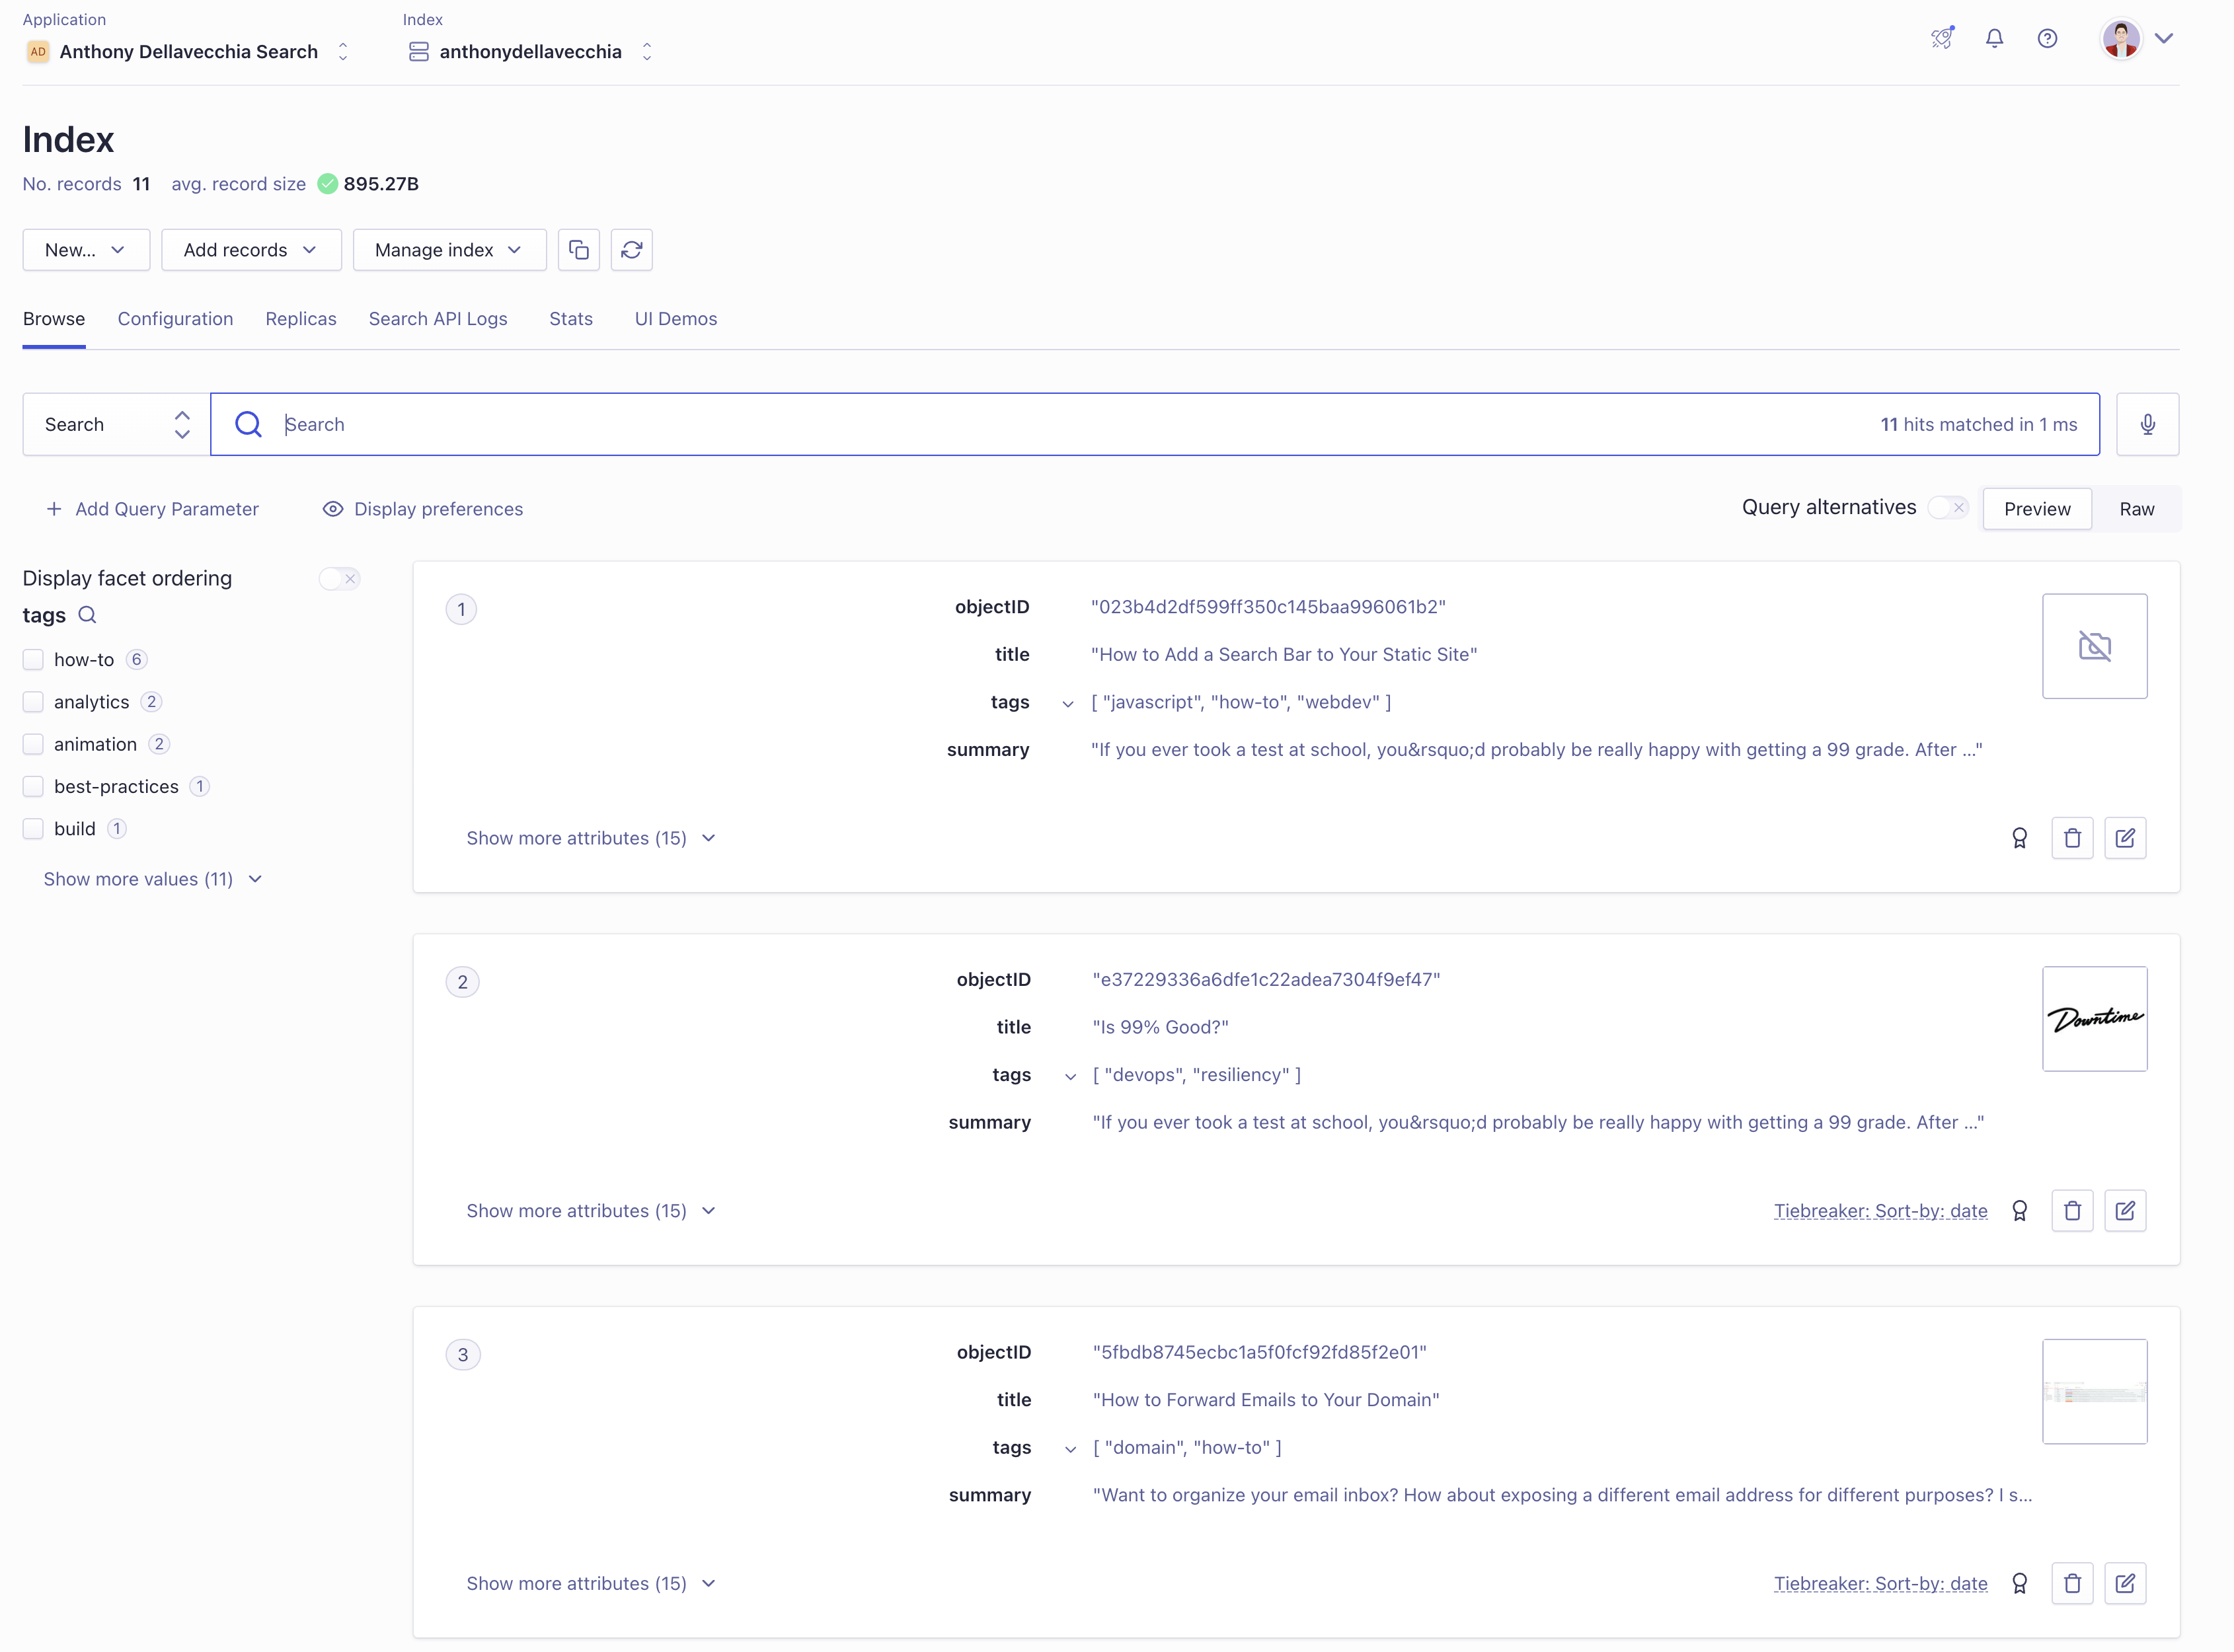 Application
Index
AD Anthony Dellavecchia Search
anthonydellavecchia
Index
No. records 11 avg. record size 895.27B
New... Add records Manage index
Browse Configuration Replicas Search API Logs Stats UI Demos
Search Search 11 hits matched in 1 ms
+ Add Query Parameter Display preferences Query alternatives Preview Raw
Display facet ordering
tags
how-to 6
analytics 2
animation 2
best-practices 1
build 1
Show more values (11)
1
objectID "023b4d2df599ff350c145baa996061b2"
title "How to Add a Search Bar to Your Static Site"
tags [ "javascript", "how-to", "webdev" ]
summary "If you ever took a test at school, you&rsquo;d probably be really happy with getting a 99 grade. After ..."
Show more attributes (15)
2
objectID "e37229336a6dfe1c22adea7304f9ef47"
Downtime
title "Is 99% Good?"
tags [ "devops", "resiliency" ]
summary "If you ever took a test at school, you&rsquo;d probably be really happy with getting a 99 grade. After ..."
Show more attributes (15) Tiebreaker: Sort-by: date
3
objectID "5fbdb8745ecbc1a5f0fcf92fd85f2e01"
title "How to Forward Emails to Your Domain"
tags [ "domain", "how-to" ]
summary "Want to organize your email inbox? How about exposing a different email address for different purposes? I s...
Show more attributes (15) Tiebreaker: Sort-by: date